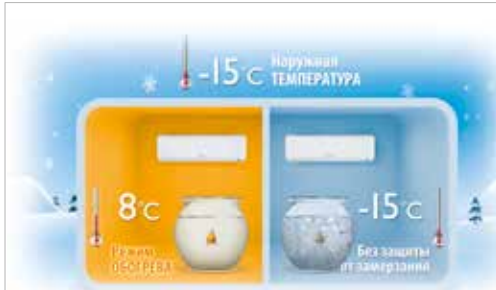 -15°C Наружная
ТЕМПЕРАТУРА
8°C
Режим
ОБОГРЕВА
-15°C
Без защиты
от замерзания